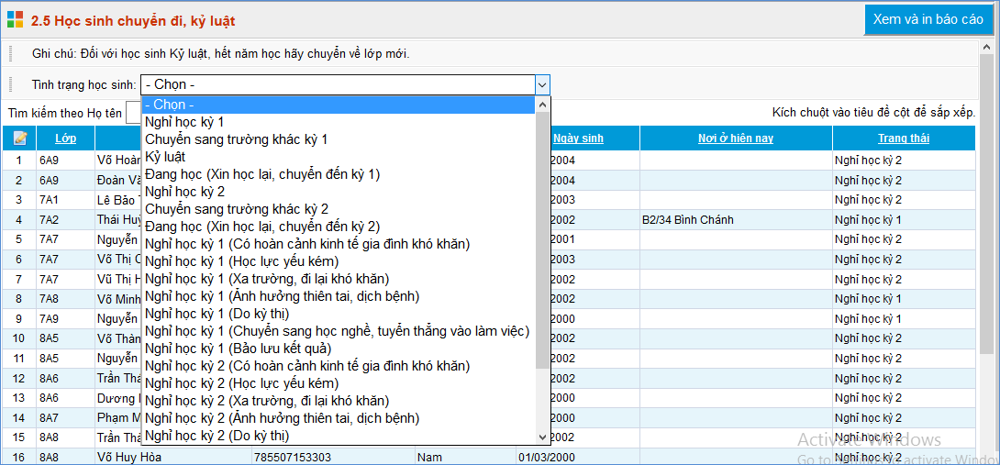 2.5 Học sinh chuyển đi, kỷ luật
Xem và in báo cáo
Ghi chú: Đối với học sinh Kỷ luật, hết năm học hãy chuyển về lớp mới.
Tình trạng học sinh: - Chọn -
- Chọn -
Nghỉ học kỳ 1
Chuyển sang trường khác kỳ 1
Kỷ luật
Đang học (Xin học lại, chuyển đến kỳ 1)
Nghỉ học kỳ 2
Chuyển sang trường khác kỳ 2
Đang học (Xin học lại, chuyển đến kỳ 2)
Nghỉ học kỳ 1 (Có hoàn cảnh kinh tế gia đình khó khăn)
Nghỉ học kỳ 1 (Học lực yếu kém)
Nghỉ học kỳ 1 (Xa trường, đi lại khó khăn)
Nghỉ học kỳ 1 (Ảnh hưởng thiên tai, dịch bệnh)
Nghỉ học kỳ 1 (Do kỳ thị)
Nghỉ học kỳ 1 (Chuyển sang học nghề, tuyển thẳng vào làm việc)
Nghỉ học kỳ 1 (Bảo lưu kết quả)
Nghỉ học kỳ 2 (Có hoàn cảnh kinh tế gia đình khó khăn)
Nghỉ học kỳ 2 (Học lực yếu kém)
Nghỉ học kỳ 2 (Xa trường, đi lại khó khăn)
Nghỉ học kỳ 2 (Ảnh hưởng thiên tai, dịch bệnh)
Nghỉ học kỳ 2 (Do kỳ thị)
Tìm kiếm theo Họ tên
Kích chuột vào tiêu đề cột để sắp xếp.
Lớp Ngày sinh Nơi ở hiện nay Trạng thái
1 6A9 Võ Hoàn 2004 Nghỉ học kỳ 2
2 6A9 Đoàn Vă 2004 Nghỉ học kỳ 2
3 7A1 Lê Bảo 2003 Nghỉ học kỳ 2
4 7A2 Thái Huỳ 2002 B2/34 Bình Chánh Nghỉ học kỳ 1
5 7A7 Nguyễn 2001 Nghỉ học kỳ 2
6 7A7 Võ Thị 2003 Nghỉ học kỳ 2
7 7A7 Vũ Thị 2002 Nghỉ học kỳ 2
8 7A8 Võ Minh 2002 Nghỉ học kỳ 1
9 7A9 Nguyễn 2000 Nghỉ học kỳ 1
10 8A5 Võ Thàn 2002 Nghỉ học kỳ 2
11 8A5 Nguyễn 2002 Nghỉ học kỳ 2
12 8A6 Trần Thá 2002 Nghỉ học kỳ 2
13 8A6 Dương 2000 Nghỉ học kỳ 2
14 8A7 Phạm M 2000 Nghỉ học kỳ 2
15 8A8 Trần Thá 2002 Nghỉ học kỳ 2
16 8A8 Võ Huy Hòa 785507153303 Nam 01/03/2000 Nghỉ học kỳ 2
Activate Windows
Go to Settings to activate Window